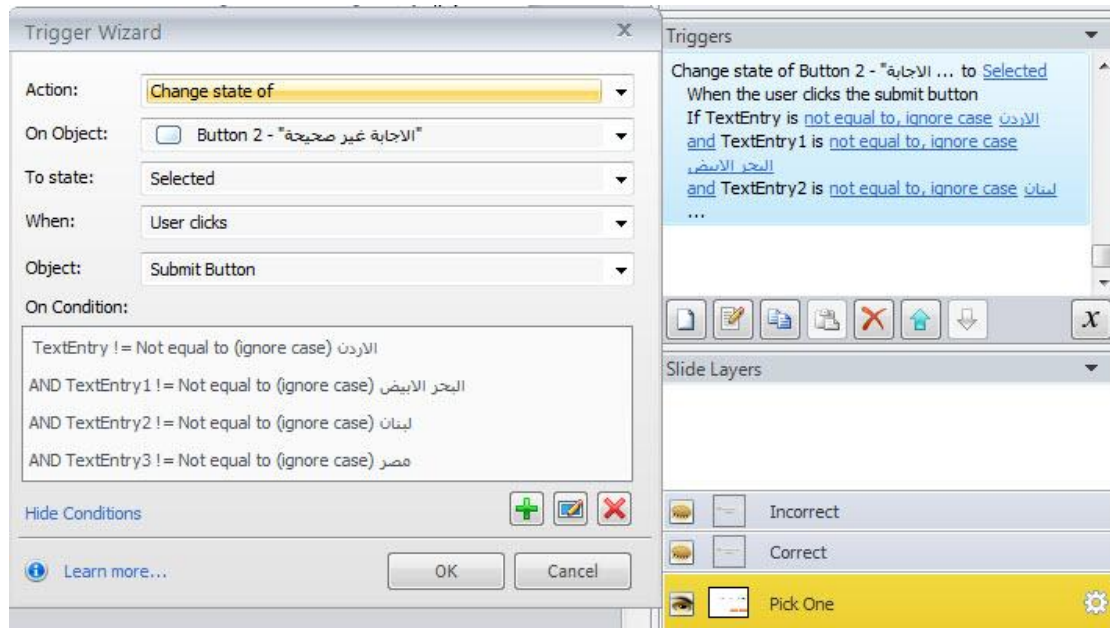 Trigger Wizard
Action:
Change state of
On Object:
Button 2 - "الاجابة غير صحيحة"
To state:
Selected
When:
User clicks
Object:
Submit Button
On Condition:
TextEntry != Not equal to (ignore case) الاردن
AND TextEntry1 != Not equal to (ignore case) البحر الابيض
AND TextEntry2 != Not equal to (ignore case) لبنان
AND TextEntry3 != Not equal to (ignore case) مصر
Hide Conditions
Learn more...
OK
Cancel
Triggers
Change state of Button 2 - "الاجابة ... to Selected
When the user clicks the submit button
If TextEntry is not equal to, ignore case الاردن
and TextEntry1 is not equal to, ignore case
البحر الابيض
and TextEntry2 is not equal to, ignore case لبنان
...
x
Slide Layers
Incorrect
Correct
Pick One